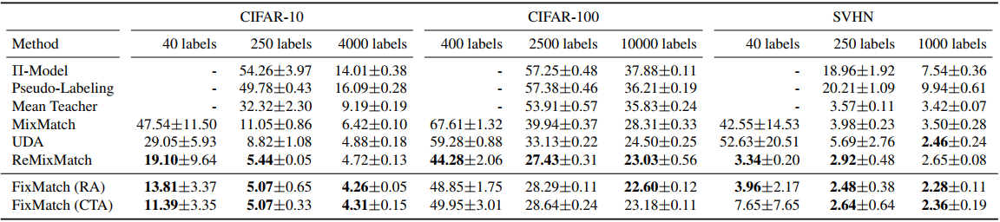 CIFAR-10 CIFAR-100 SVHN
Method 40 labels 250 labels 4000 labels 400 labels 2500 labels 10000 labels 40 labels 250 labels 1000 labels
Π-Model - 54.26±3.97 14.01±0.38 - 57.25±0.48 37.88±0.11 - 18.96±1.92 7.54±0.36
Pseudo-Labeling - 49.78±0.43 16.09±0.28 - 57.38±0.46 36.21±0.19 - 20.21±1.09 9.94±0.61
Mean Teacher - 32.32±2.30 9.19±0.19 - 53.91±0.57 35.83±0.24 - 3.57±0.11 3.42±0.07
MixMatch 47.54±11.50 11.05±0.86 6.42±0.10 67.61±1.32 39.94±0.37 28.31±0.33 42.55±14.53 3.98±0.23 3.50±0.28
UDA 29.05±5.93 8.82±1.08 4.88±0.18 59.28±0.88 33.13±0.22 24.50±0.25 52.63±20.51 5.69±2.76 2.46±0.24
ReMixMatch 19.10±9.64 5.44±0.05 4.72±0.13 44.28±2.06 27.43±0.31 23.03±0.56 3.34±0.20 2.92±0.48 2.65±0.08
FixMatch (RA) 13.81±3.37 5.07±0.65 4.26±0.05 48.85±1.75 28.29±0.11 22.60±0.12 3.96±2.17 2.48±0.38 2.28±0.11
FixMatch (CTA) 11.39±3.35 5.07±0.33 4.31±0.15 49.95±3.01 28.64±0.24 23.18±0.11 7.65±7.65 2.64±0.64 2.36±0.19